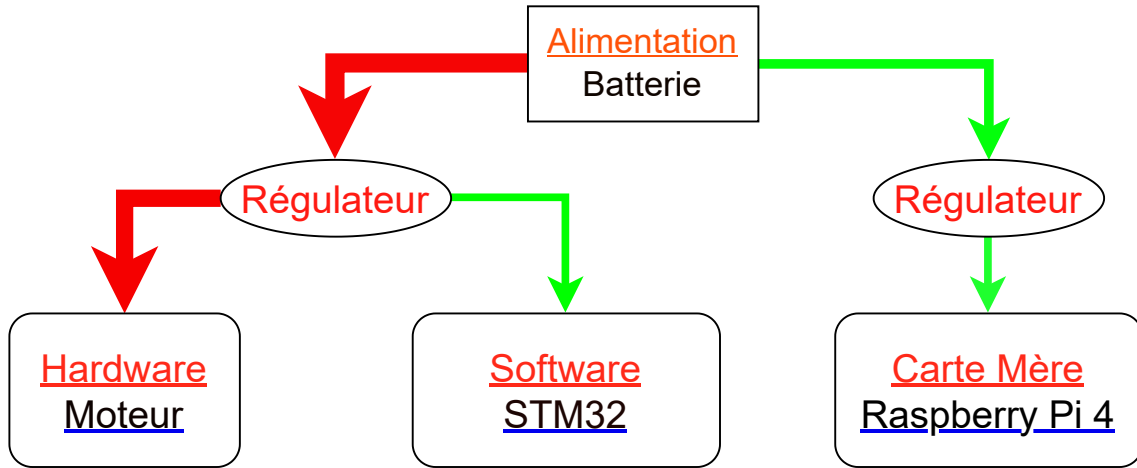 Alimentation
Batterie
Régulateur
Régulateur
Hardware
Moteur
Software
STM32
Carte Mère
Raspberry Pi 4